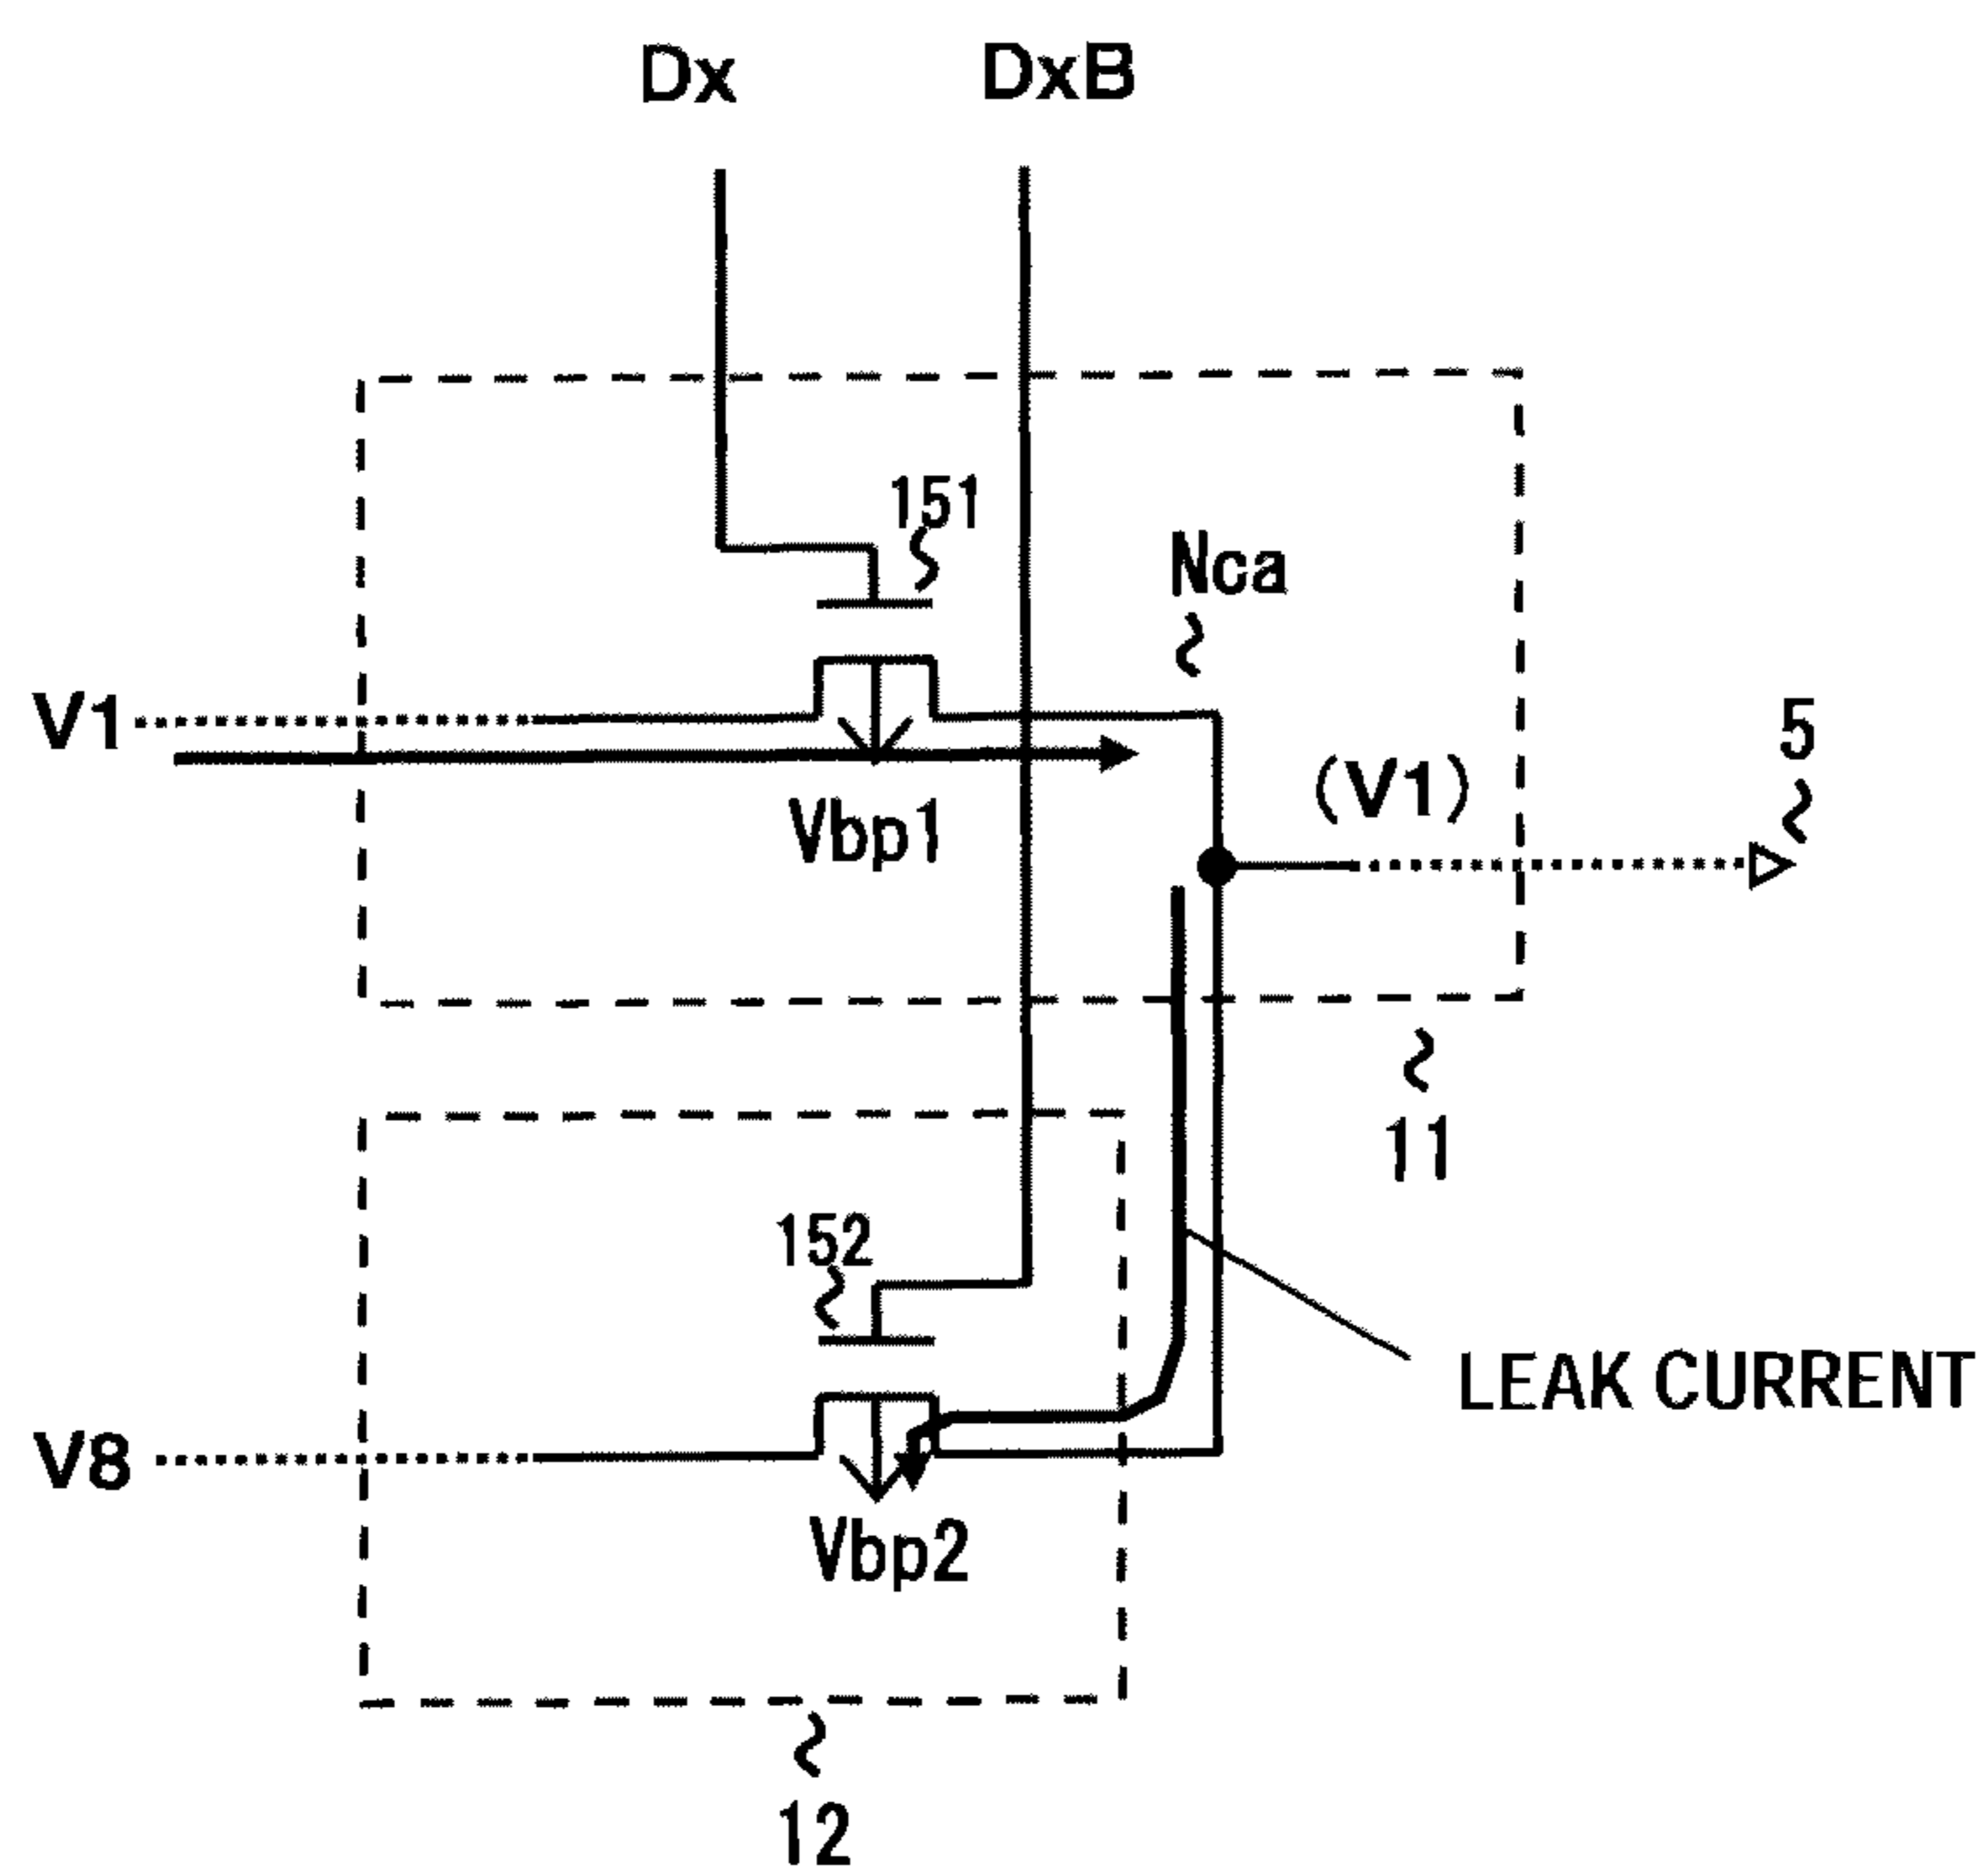 Dx DxB
151
Nca
V1
5
(V1)
Vbp1
11
152
LEAK CURRENT
V8
Vbp2
12